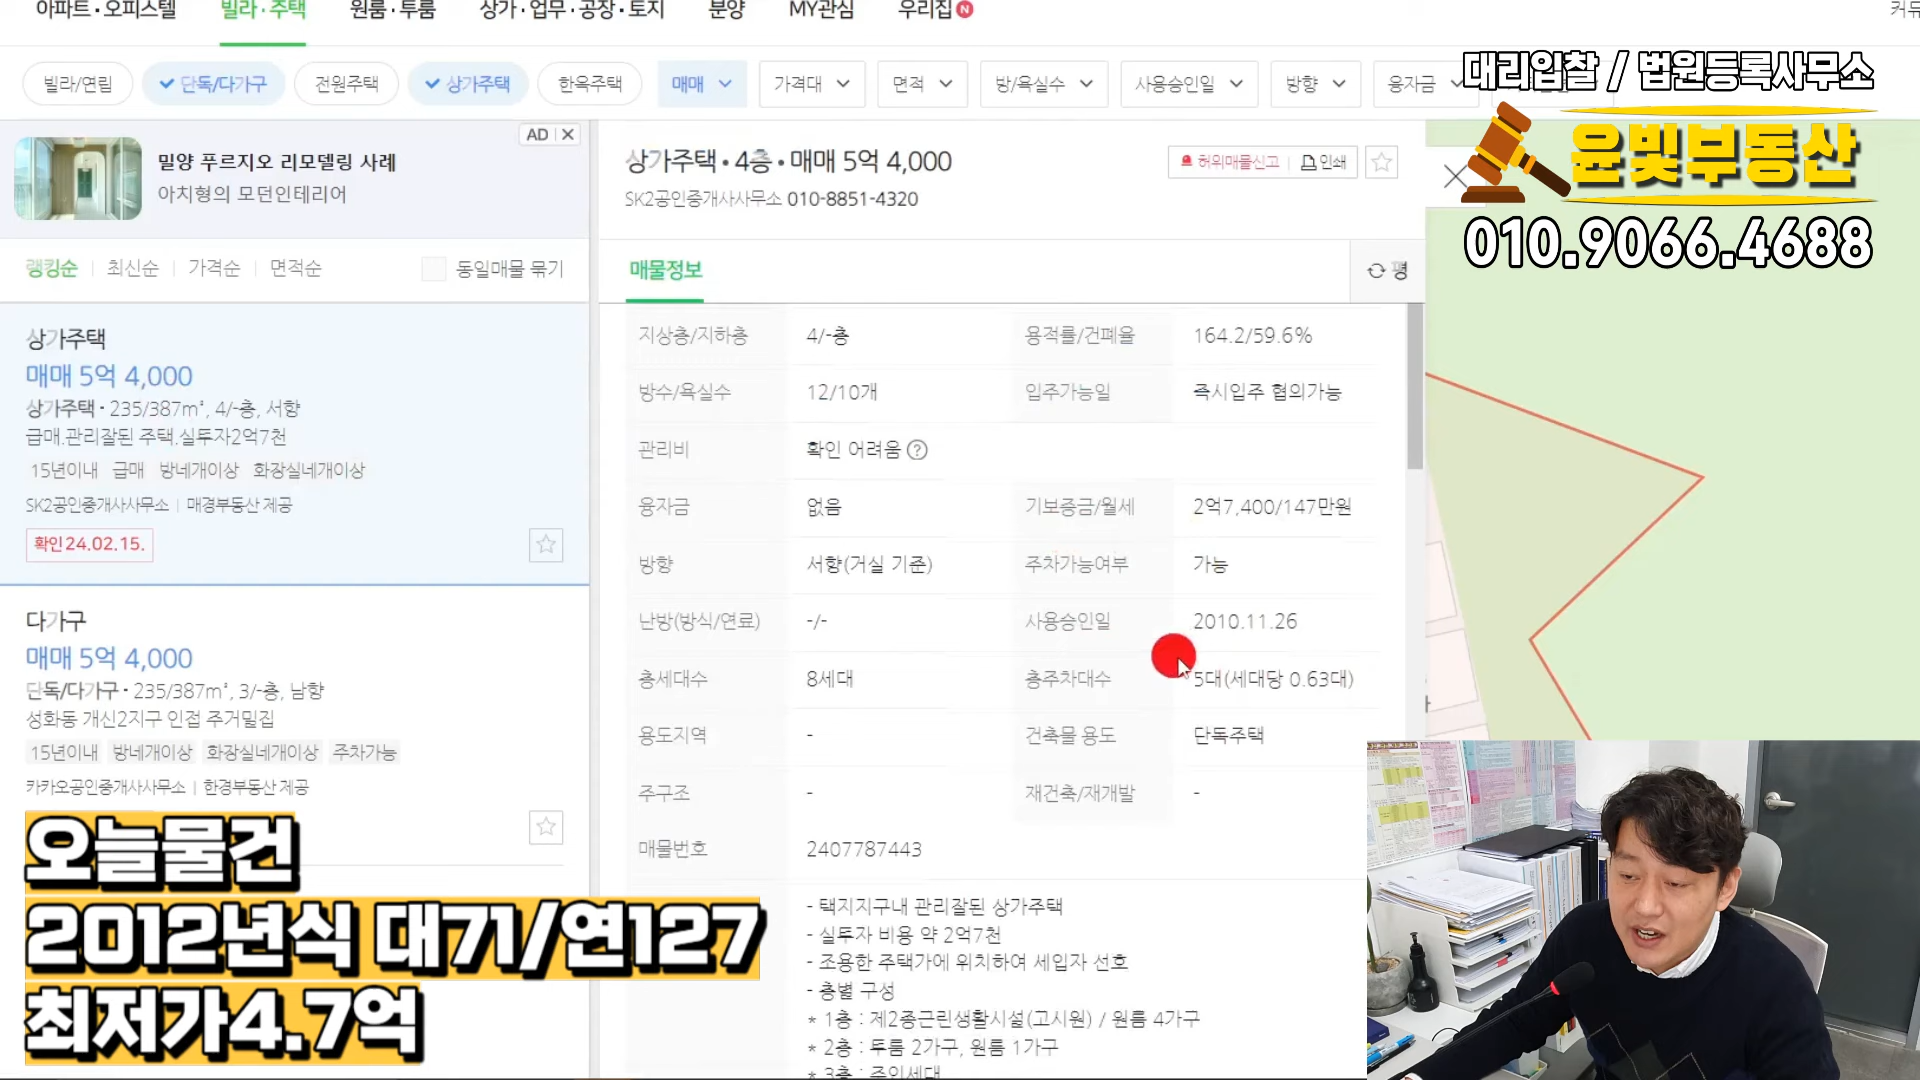 아파트·오피스텔
빌라·주택
원룸·투룸
상가·업무·공장·토지
분양
MY관심
우리집 N
커뮤
빌라/연립
단독/다가구
전원주택
상가주택
한옥주택
매매
가격대
면적
방/욕실수
사용승인일
방향
융자금
대리입찰 / 법원등록사무소
윤빛부동산
010.9066.4688
AD
밀양 푸르지오 리모델링 사례
아치형의 모던인테리어
랭킹순
최신순
가격순
면적순
동일매물 묶기
상가주택
매매 5억 4,000
상가주택 · 235/387m², 4/-층, 서향
급매.관리잘된 주택.실투자2억7천
15년이내 급매 방네개이상 화장실네개이상
SK2공인중개사사무소 | 매경부동산 제공
확인 24.02.15.
다가구
매매 5억 4,000
단독/다가구 · 235/387m², 3/-층, 남향
성화동 개신2지구 인접 주거밀집
15년이내 방네개이상 화장실네개이상 주차가능
카카오공인중개사사무소 | 한경부동산 제공
오늘물건
2012년식 대71/연127
최저가4.7억
상가주택 · 4층 · 매매 5억 4,000
허위매물신고
인쇄
SK2공인중개사사무소 010-8851-4320
매물정보
평
지상층/지하층 4/-층 용적률/건폐율 164.2/59.6%
방수/욕실수 12/10개 입주가능일 즉시입주 협의가능
관리비 확인 어려움 ?
융자금 없음 기보증금/월세 2억7,400/147만원
방향 서향(거실 기준) 주차가능여부 가능
난방(방식/연료) -/- 사용승인일 2010.11.26
총세대수 8세대 총주차대수 5대(세대당 0.63대)
용도지역 - 건축물 용도 단독주택
주구조 - 재건축/재개발 -
매물번호 2407787443
- 택지지구내 관리잘된 상가주택
- 실투자 비용 약 2억7천
- 조용한 주택가에 위치하여 세입자 선호
- 층별 구성
* 1층 : 제2종근린생활시설(고시원) / 원룸 4가구
* 2층 : 투룸 2가구, 원룸 1가구
* 3층 : 주인세대